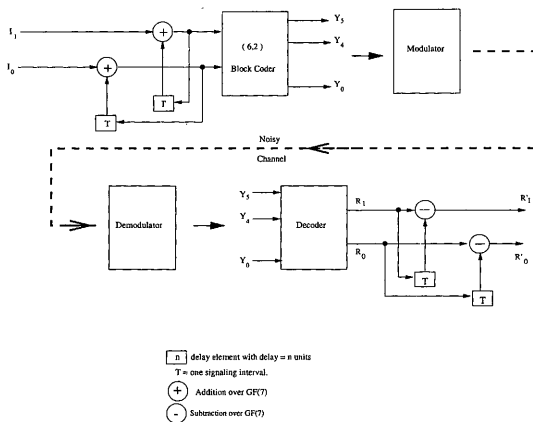 I1
+
I0
+
T
T
( 6,2 )
Block Coder
Y5
Y4
Y0
Modulator
Noisy
Channel
Demodulator
Y5
Y4
Y0
Decoder
R1
R0
−
−
T
T
R'1
R'0
n delay element with delay = n units
T = one signaling interval.
+ Addition over GF(7)
- Subtraction over GF(7)